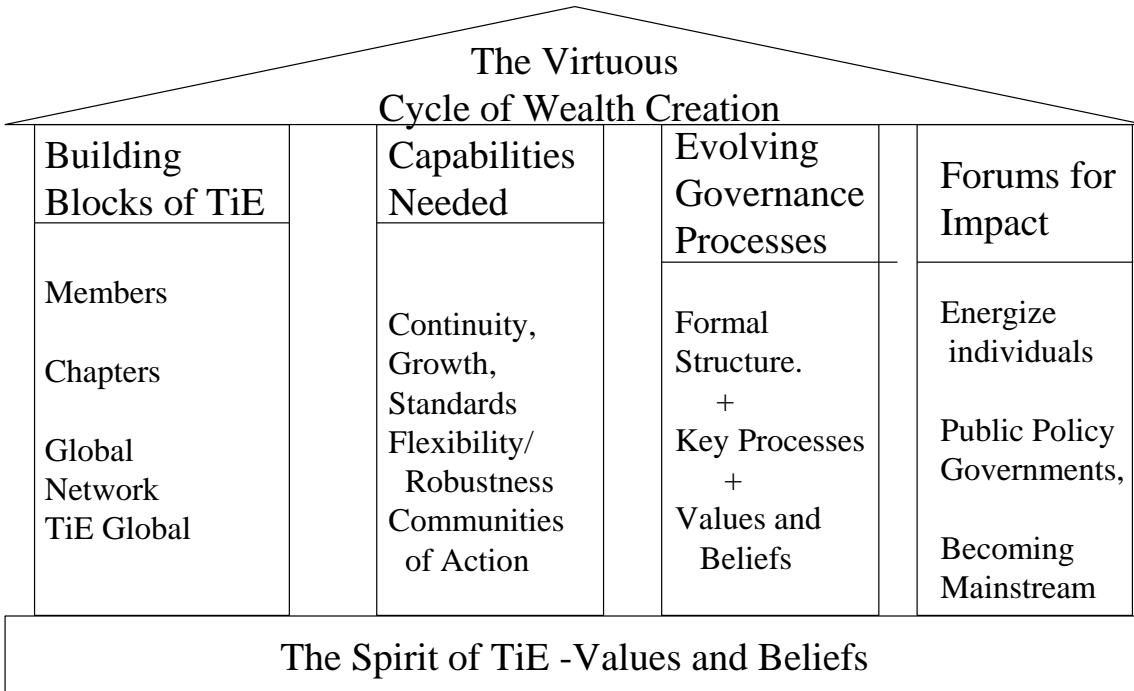 The Virtuous
Cycle of Wealth Creation
Building
Blocks of TiE
Members
Chapters
Global
Network
TiE Global
Capabilities
Needed
Continuity,
Growth,
Standards
Flexibility/
Robustness
Communities
of Action
Evolving
Governance
Processes
Formal
Structure.
+
Key Processes
+
Values and
Beliefs
Forums for
Impact
Energize
individuals
Public Policy
Governments,
Becoming
Mainstream
The Spirit of TiE -Values and Beliefs